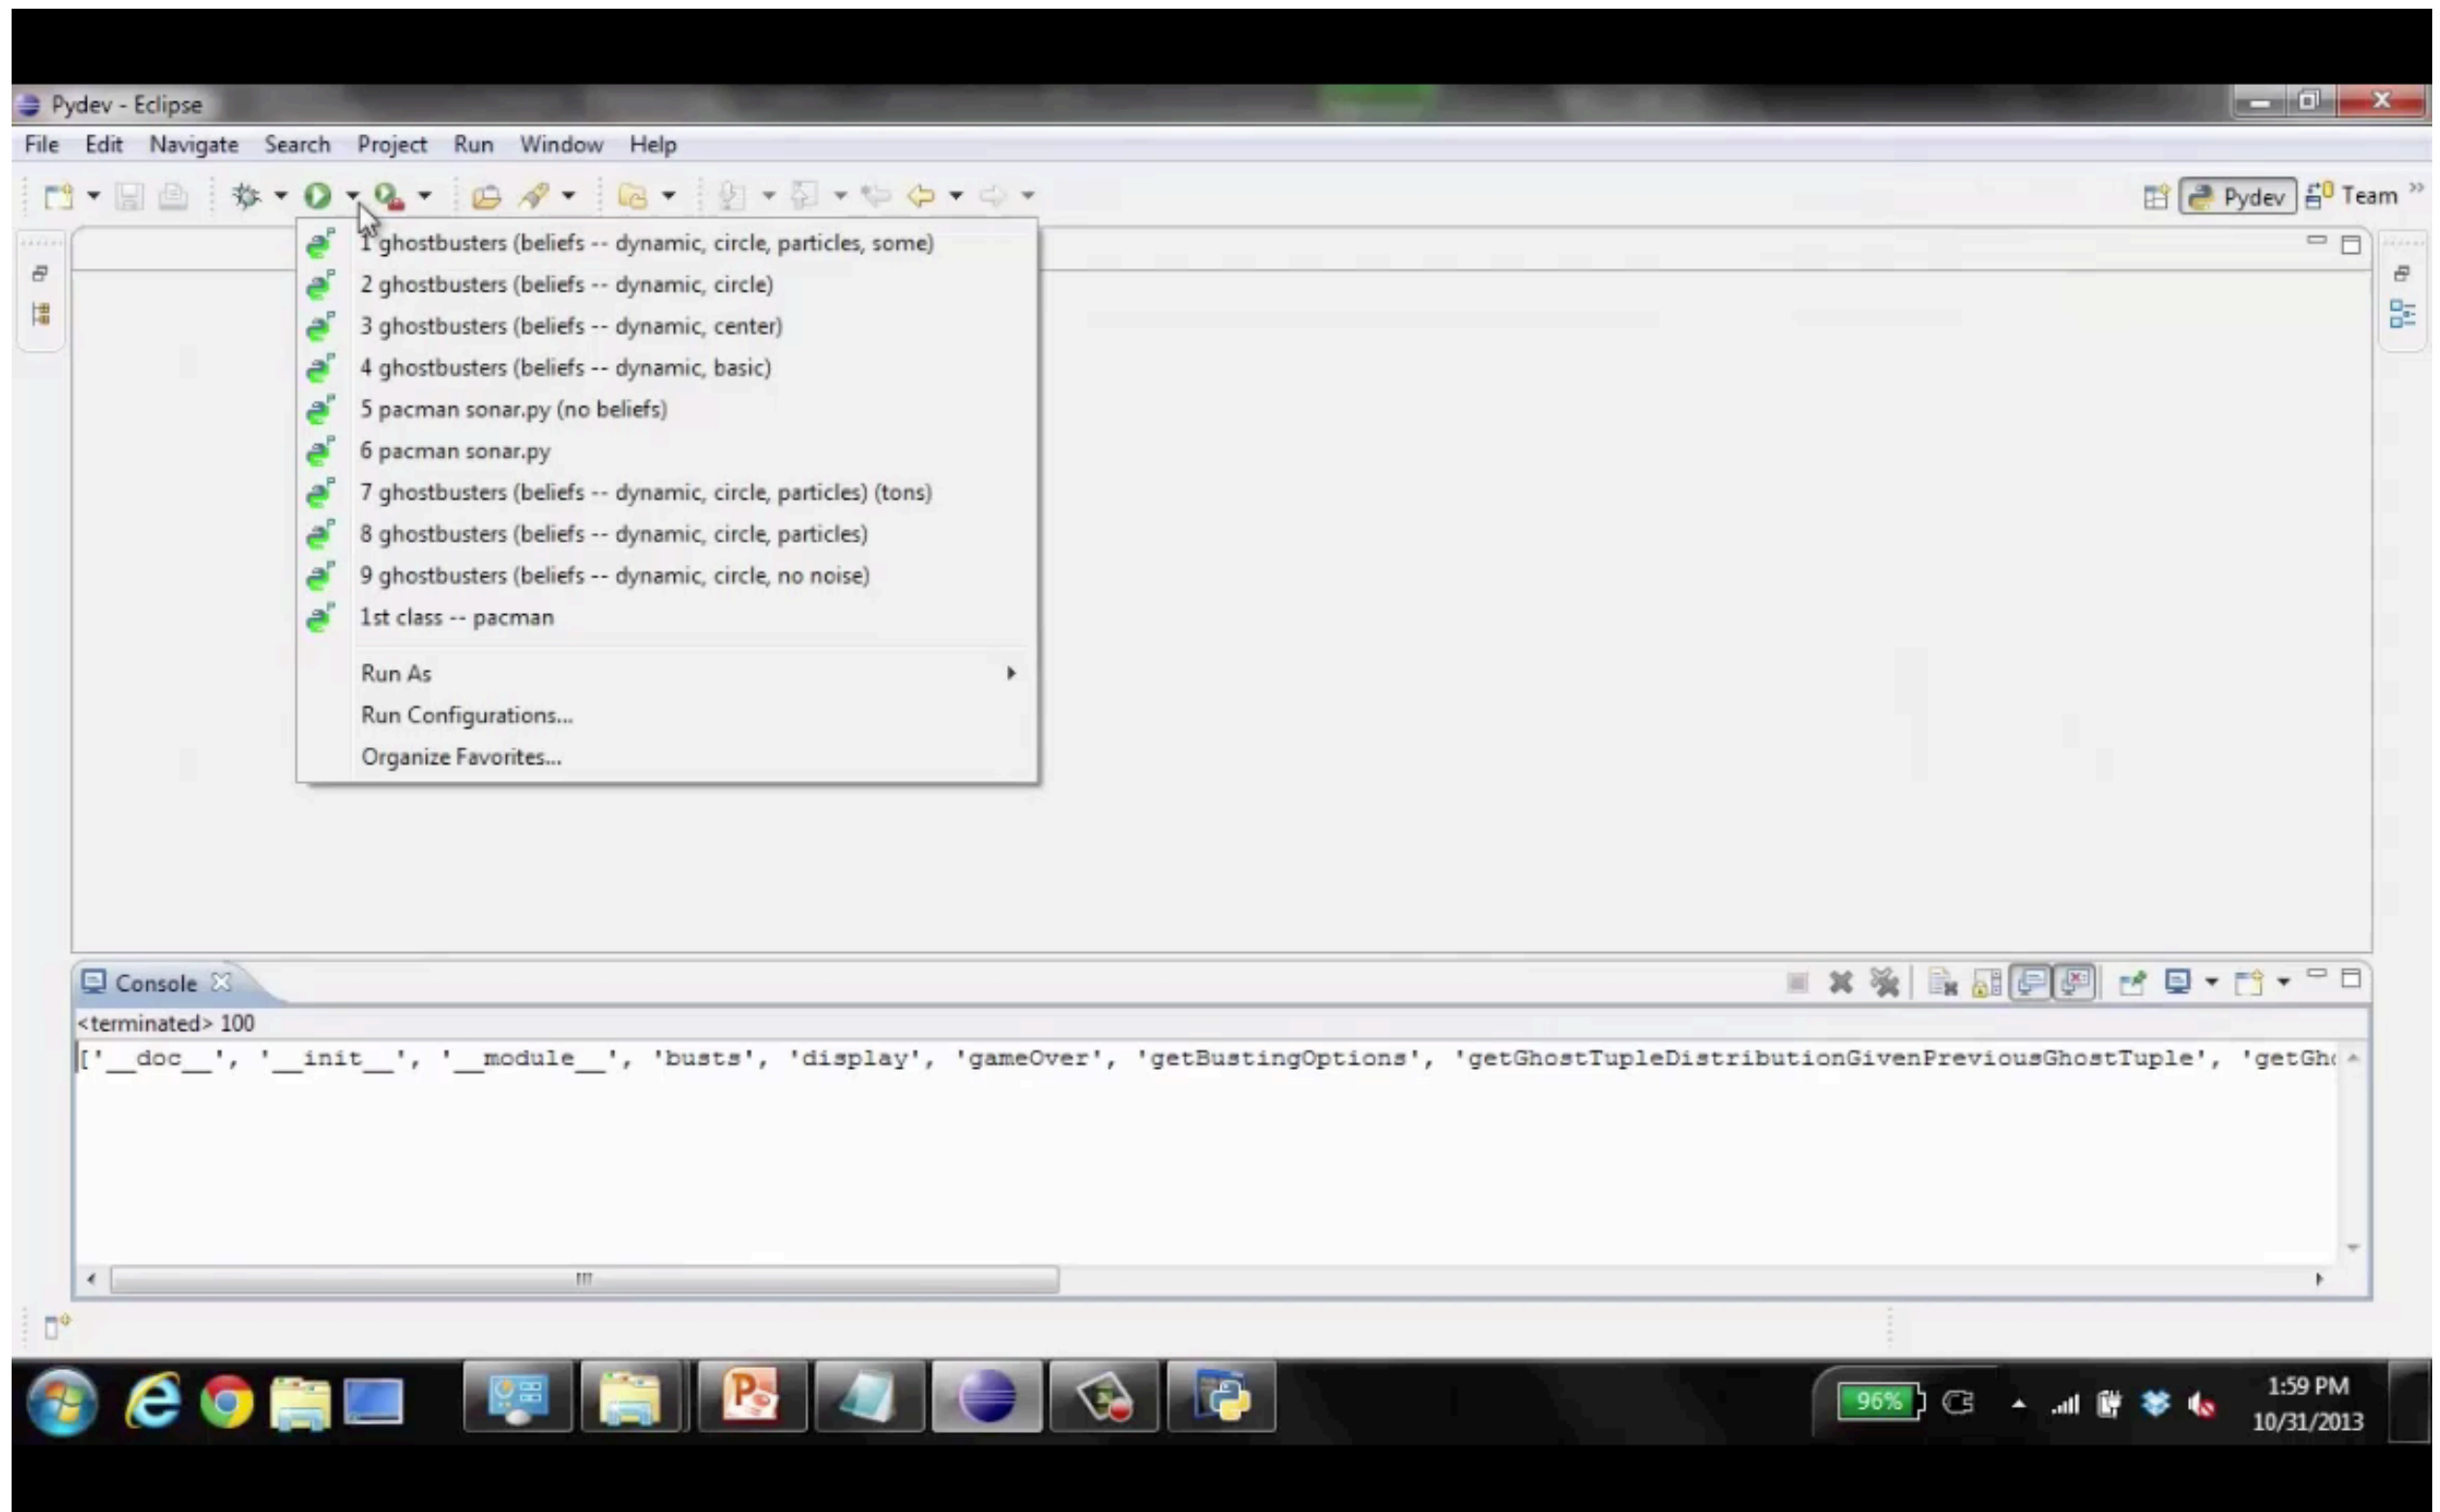 Pydev - Eclipse
File Edit Navigate Search Project Run Window Help
Pydev Team
1 ghostbusters (beliefs -- dynamic, circle, particles, some)
2 ghostbusters (beliefs -- dynamic, circle)
3 ghostbusters (beliefs -- dynamic, center)
4 ghostbusters (beliefs -- dynamic, basic)
5 pacman sonar.py (no beliefs)
6 pacman sonar.py
7 ghostbusters (beliefs -- dynamic, circle, particles) (tons)
8 ghostbusters (beliefs -- dynamic, circle, particles)
9 ghostbusters (beliefs -- dynamic, circle, no noise)
1st class -- pacman
Run As
Run Configurations...
Organize Favorites...
Console
<terminated> 100
['__doc__', '__init__', '__module__', 'busts', 'display', 'gameOver', 'getBustingOptions', 'getGhostTupleDistributionGivenPreviousGhostTuple', 'getGh
96%
1:59 PM
10/31/2013